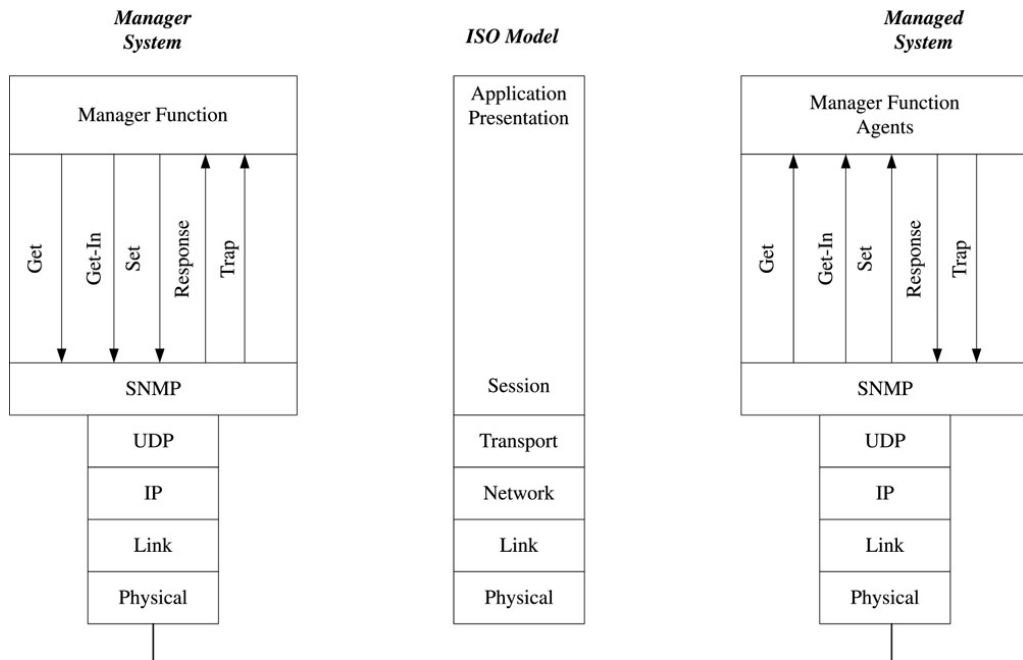 Manager
System
Manager Function
Get
Get-In
Set
Response
Trap
SNMP
UDP
IP
Link
Physical
ISO Model
Application
Presentation
Session
Transport
Network
Link
Physical
Managed
System
Manager Function
Agents
Get
Get-In
Set
Response
Trap
SNMP
UDP
IP
Link
Physical